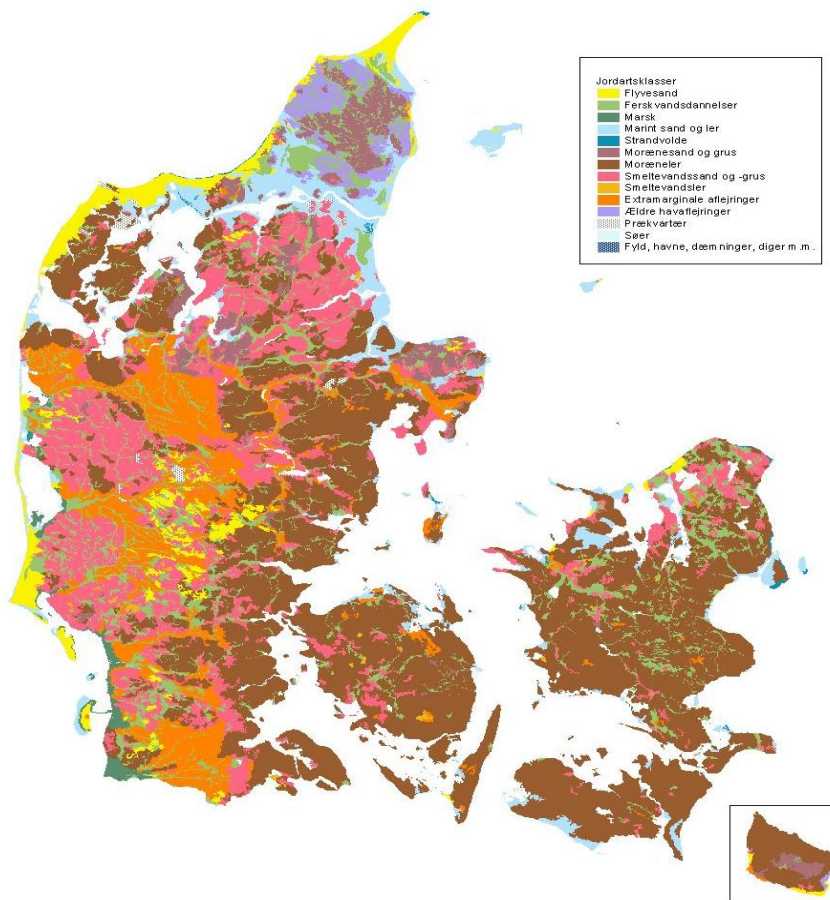 Jordartsklasser
Flyvesand
Ferskvandsdannelser
Marsk
Marint sand og ler
Strandvolde
Morænesand og grus
Moræneler
Smeltevandssand og -grus
Smeltevandsler
Extramarginale aflejringer
Ældre havaflejringer
Prækvartær
Søer
Fyld, havne, dæmninger, diger m.m.